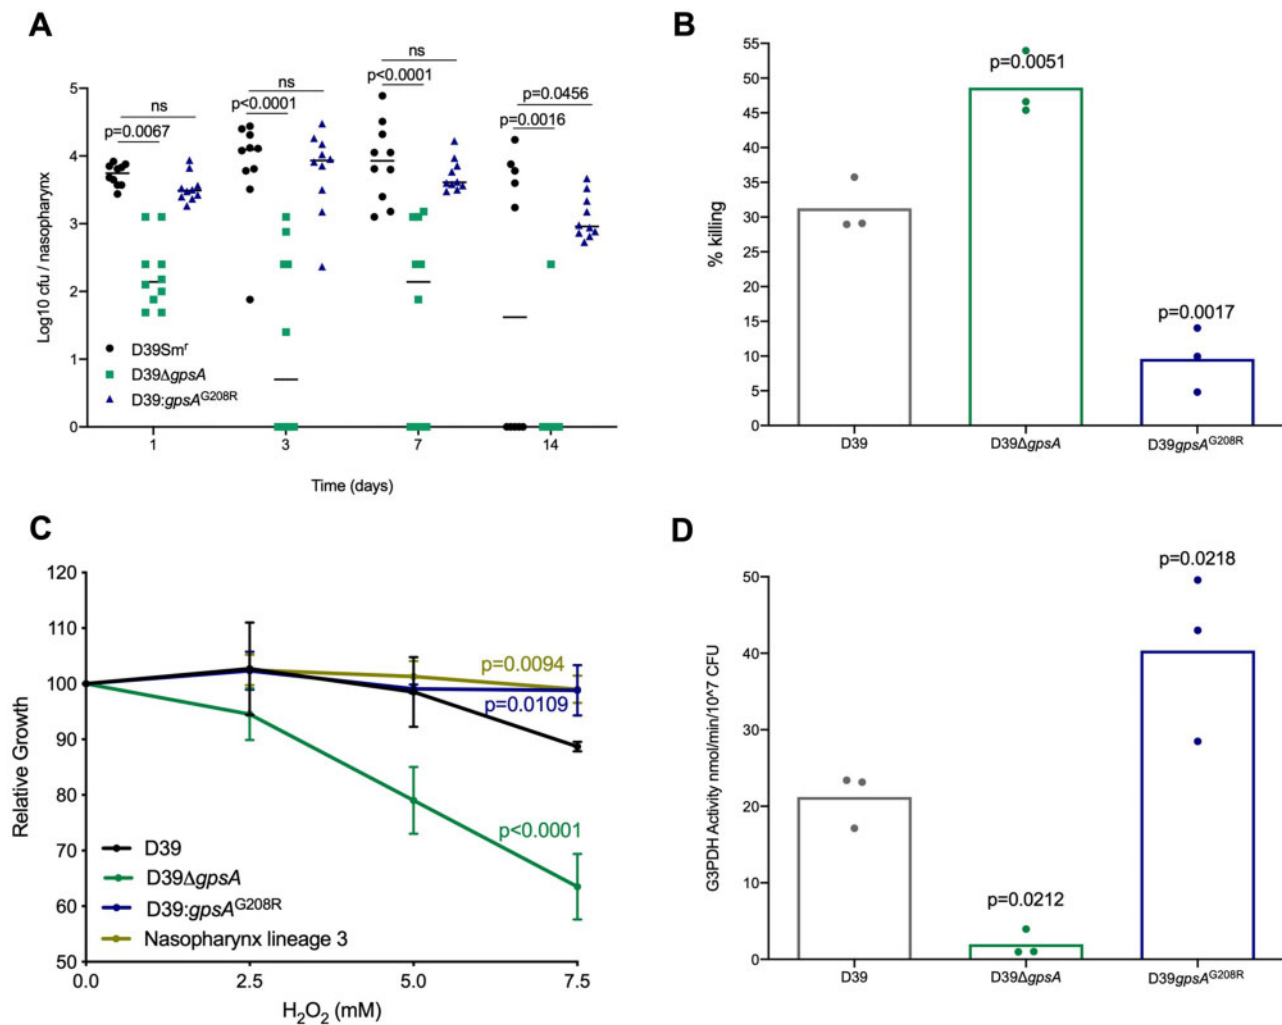 A
ns
ns
ns
p<0.0001
p<0.0001
p=0.0456
p=0.0067
p=0.0016
5
4
3
2
1
0
Log10 cfu / nasopharynx
D39Smʳ
D39ΔgpsA
D39:gpsAᴳ²⁰⁸ᴿ
1
3
7
14
Time (days)
B
55
50
45
40
35
30
25
20
15
10
5
0
% killing
p=0.0051
p=0.0017
D39
D39ΔgpsA
D39gpsAᴳ²⁰⁸ᴿ
C
120
110
100
90
80
70
60
50
Relative Growth
p=0.0094
p=0.0109
p<0.0001
D39
D39ΔgpsA
D39:gpsAᴳ²⁰⁸ᴿ
Nasopharynx lineage 3
0.0
2.5
5.0
7.5
H₂O₂ (mM)
D
50
40
30
20
10
0
G3PDH Activity nmol/min/10^7 CFU
p=0.0218
p=0.0212
D39
D39ΔgpsA
D39gpsAᴳ²⁰⁸ᴿ